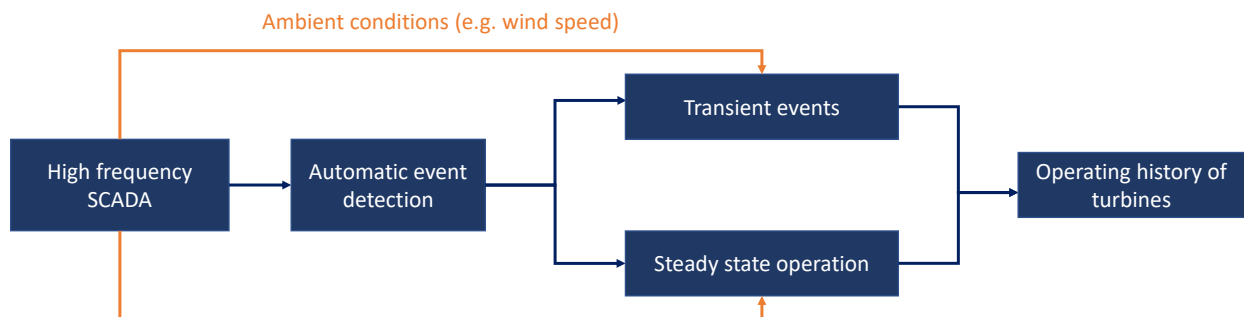 Ambient conditions (e.g. wind speed)
Transient events
High frequency
SCADA
Automatic event
detection
Operating history of
turbines
Steady state operation